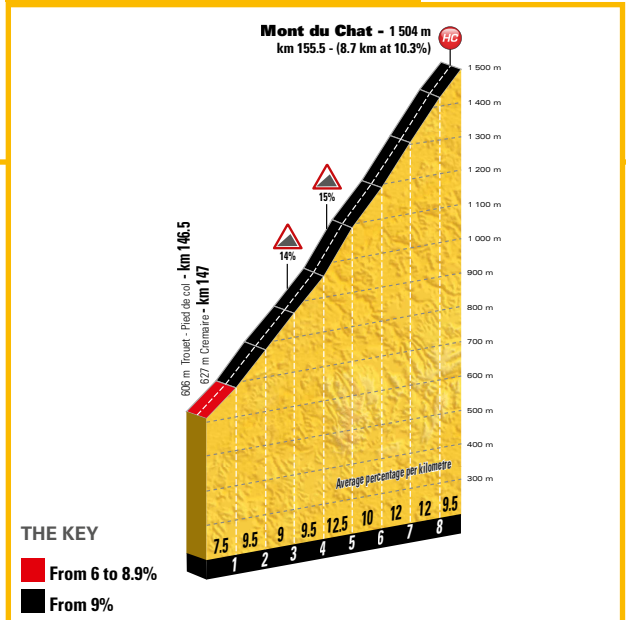 Mont du Chat - 1 504 m
km 155.5 - (8.7 km at 10.3%)
HC
1 500 m
1 400 m
1 300 m
1 200 m
1 100 m
1 000 m
900 m
800 m
700 m
600 m
500 m
400 m
300 m
15%
14%
606 m Trouet - Pied de col - km 146.5
627 m Cremaire - km 147
Average percentage per kilometre
7.5 9.5 9 9.5 12.5 10 12 12 9.5
1 2 3 4 5 6 7 8
THE KEY
From 6 to 8.9%
From 9%